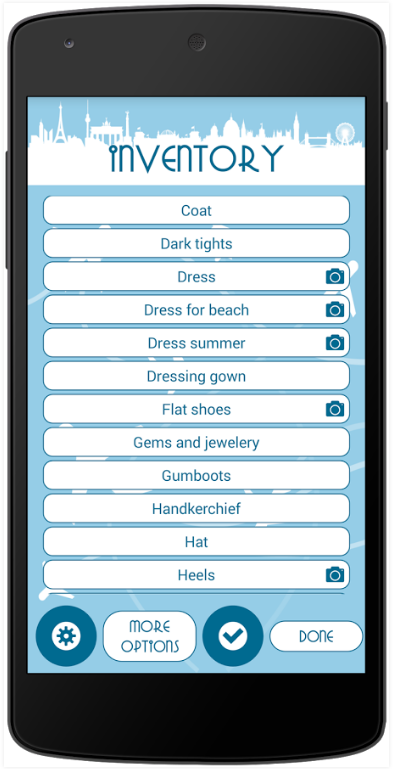 INVENTORY
Coat
Dark tights
Dress
Dress for beach
Dress summer
Dressing gown
Flat shoes
Gems and jewelery
Gumboots
Handkerchief
Hat
Heels
MORE
OPTIONS
DONE